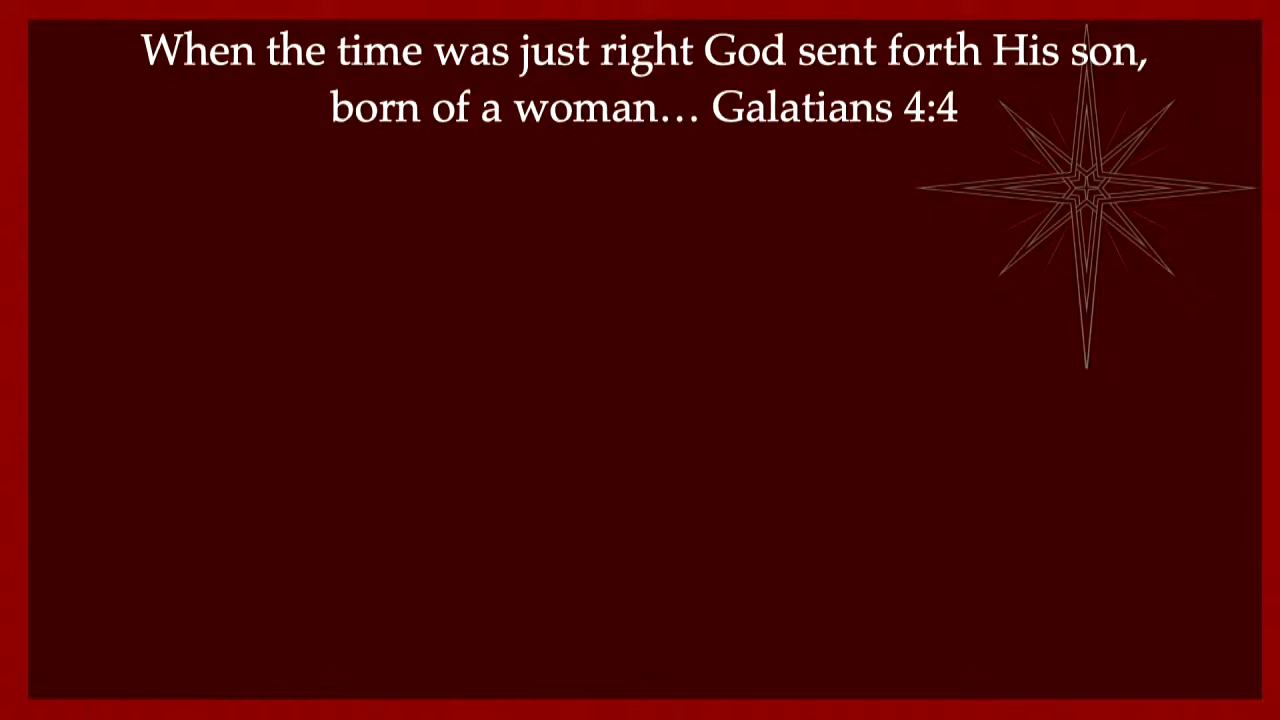 When the time was just right God sent forth His son,
born of a woman… Galatians 4:4